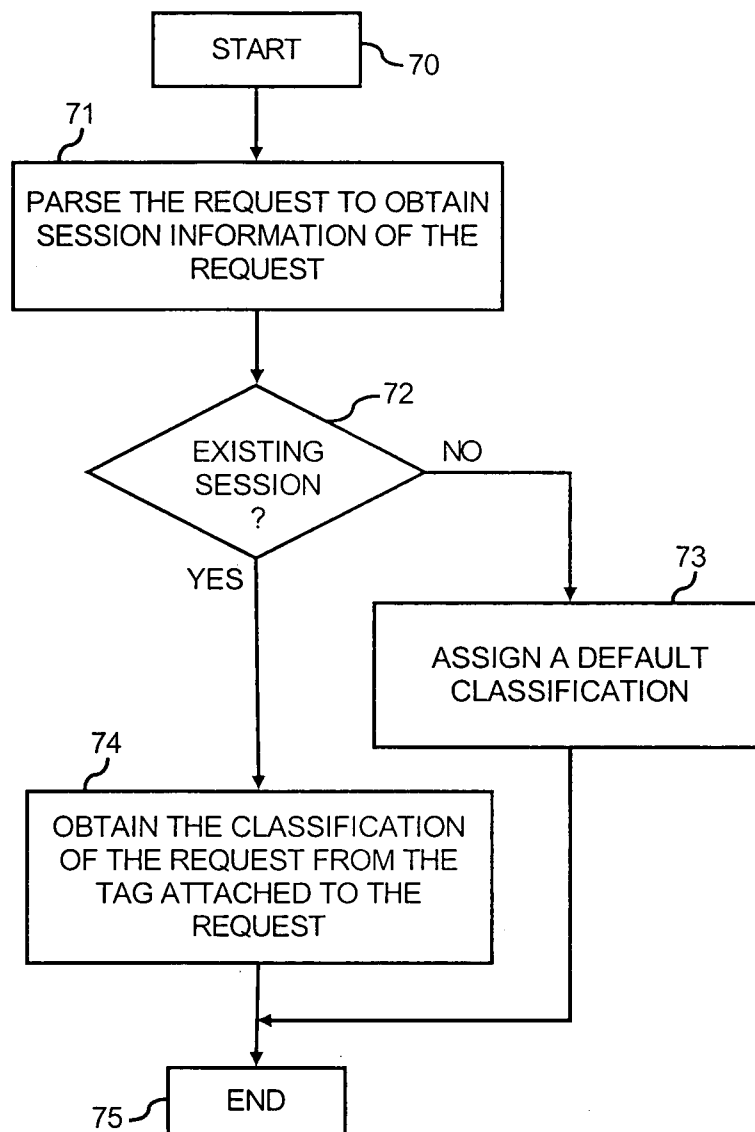 START
70
71
PARSE THE REQUEST TO OBTAIN
SESSION INFORMATION OF THE
REQUEST
72
EXISTING
SESSION
?
NO
YES
73
ASSIGN A DEFAULT
CLASSIFICATION
74
OBTAIN THE CLASSIFICATION
OF THE REQUEST FROM THE
TAG ATTACHED TO THE
REQUEST
END
75